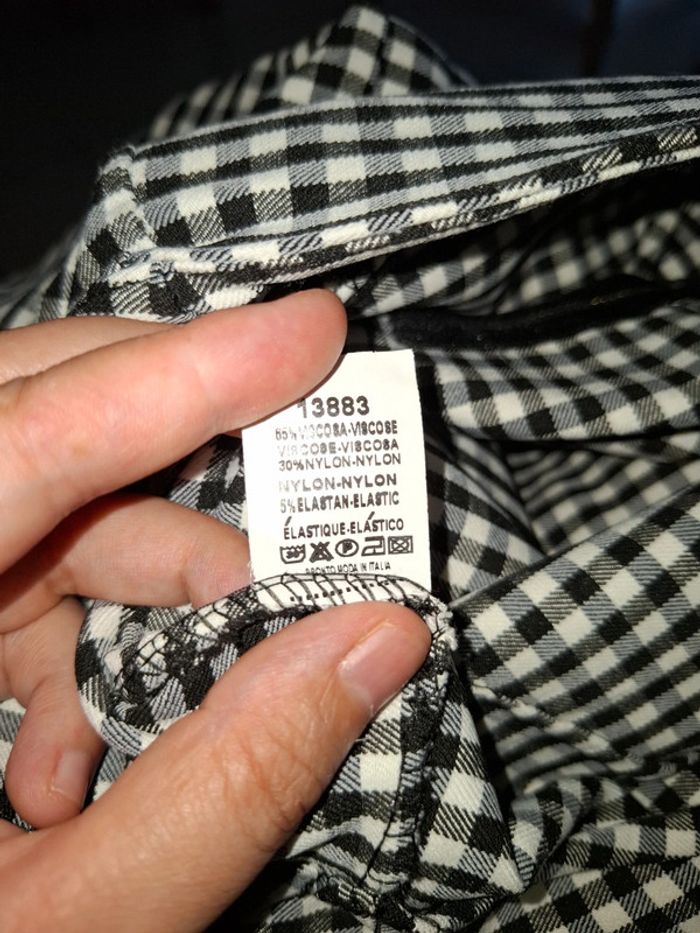 13883
65% VISCOSA-VISCOSE
VISCOSE-VISCOSA
30% NYLON-NYLON
NYLON-NYLON
5% ELASTAN-ELASTIC
ÉLASTIQUE-ELÁSTICO
PRONTO MODA IN ITALIA